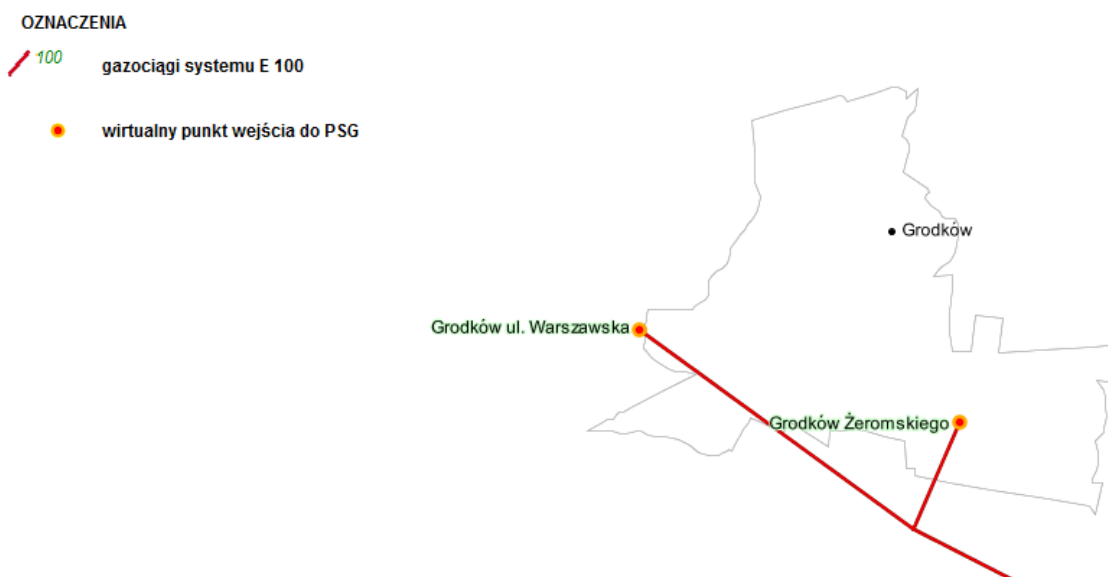 OZNACZENIA
100
gazociągi systemu E 100
wirtualny punkt wejścia do PSG
Grodków
Grodków ul. Warszawska
Grodków Żeromskiego